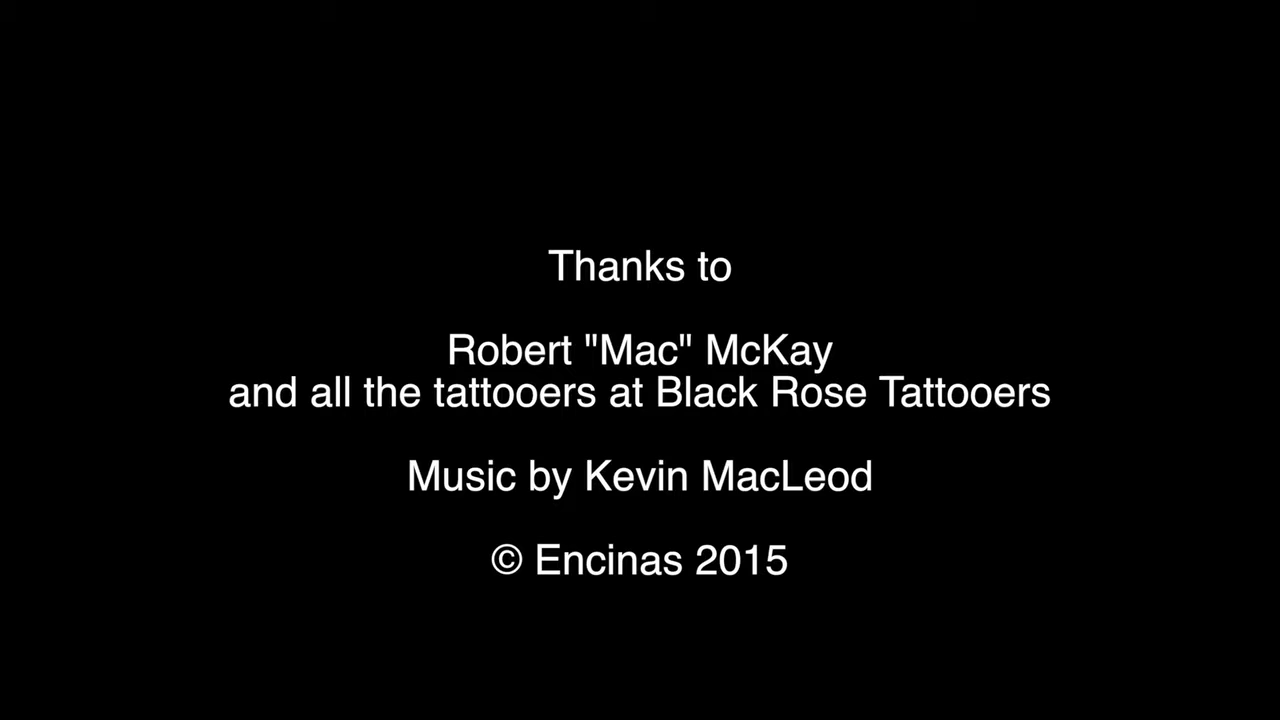 Thanks to
Robert "Mac" McKay
and all the tattooers at Black Rose Tattooers
Music by Kevin MacLeod
© Encinas 2015